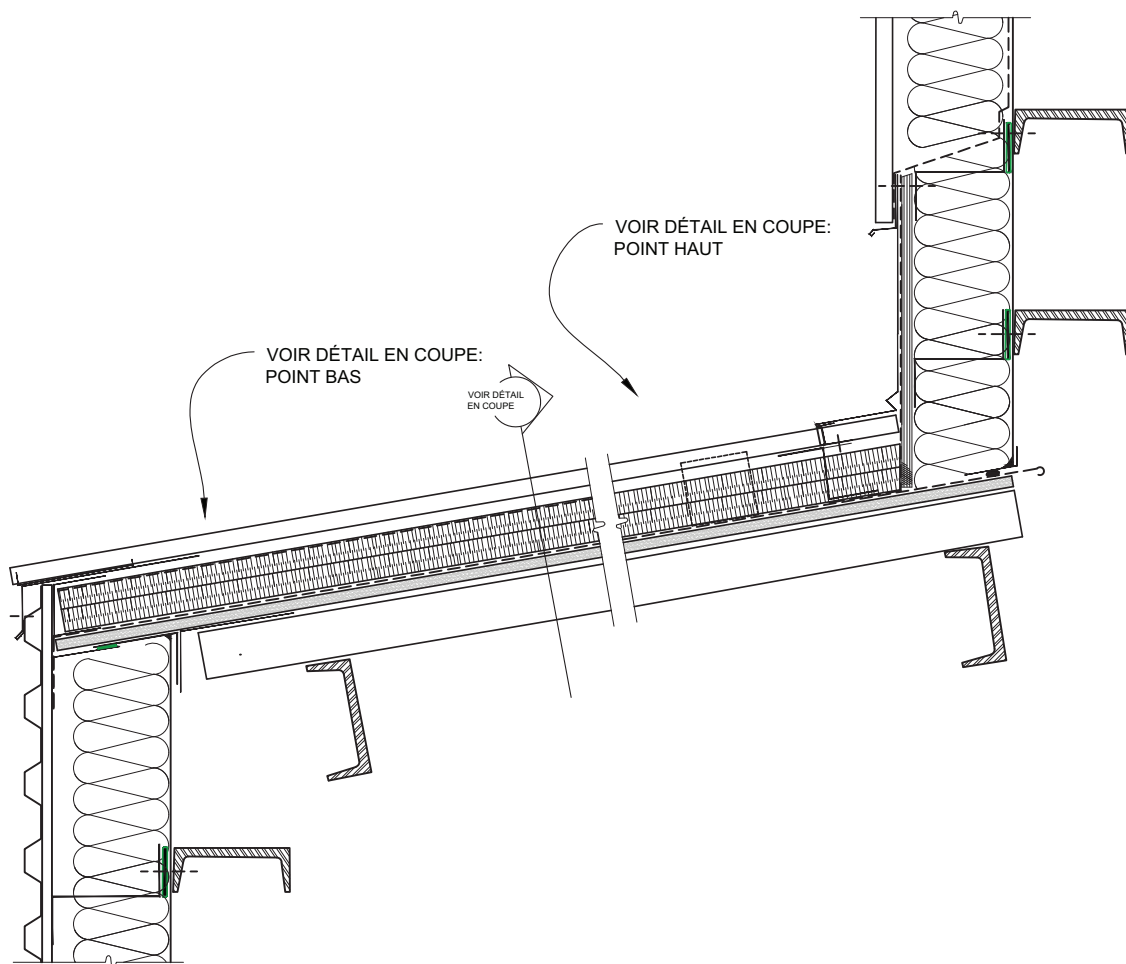 VOIR DÉTAIL EN COUPE:
POINT HAUT
VOIR DÉTAIL EN COUPE:
POINT BAS
VOIR DÉTAIL
EN COUPE